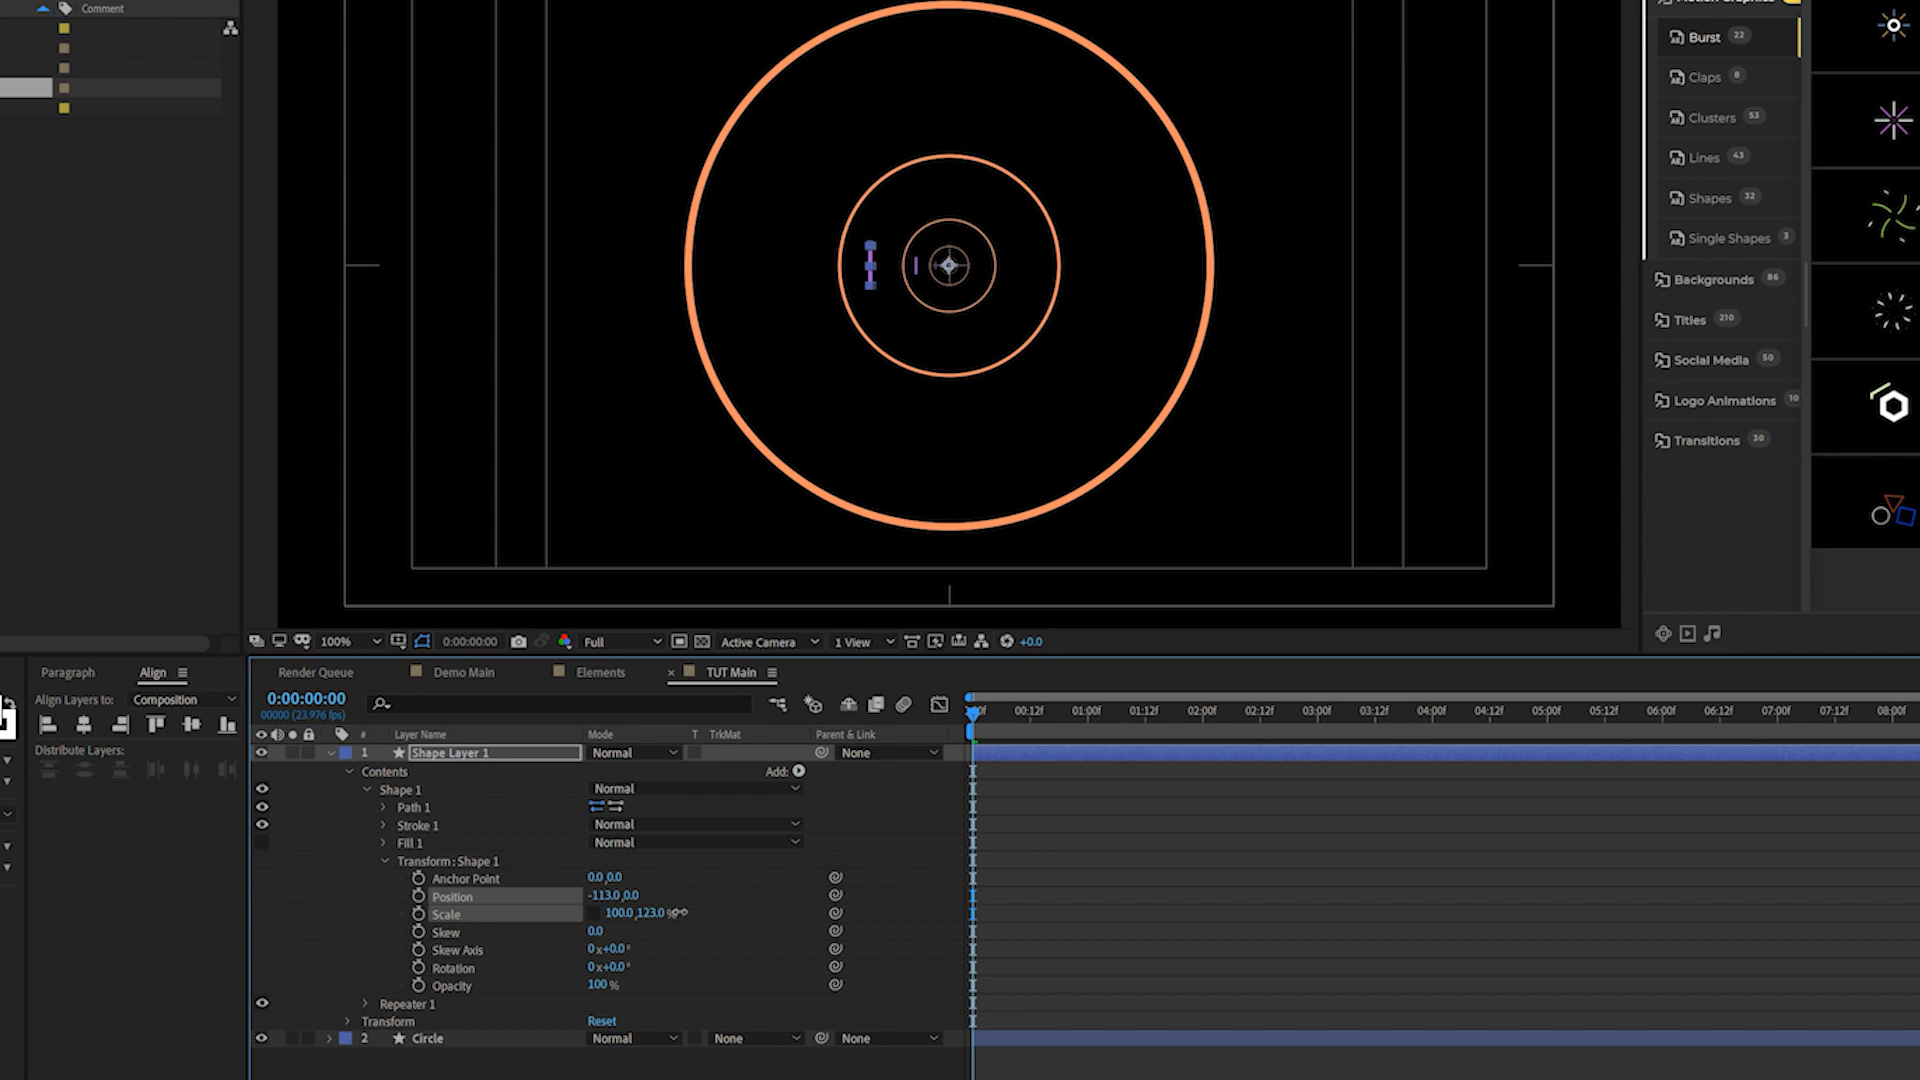 Comment
Burst 22
Claps 8
Clusters 53
Lines 43
Shapes 32
Single Shapes 3
Backgrounds 86
Titles 210
Social Media 50
Logo Animations 10
Transitions 30
100% 0:00:00:00 Full Active Camera 1 View +0.0
Paragraph Align
Align Layers to: Composition
Distribute Layers:
Render Queue Demo Main Elements × TUT Main
0:00:00:00
00000 (23.976 fps)
00:12f 01:00f 01:12f 02:00f 02:12f 03:00f 03:12f 04:00f 04:12f 05:00f 05:12f 06:00f 06:12f 07:00f 07:12f 08:00f
# Layer Name Mode T TrkMat Parent & Link
1 Shape Layer 1 Normal None
Contents Add:
Shape 1 Normal
Path 1
Stroke 1 Normal
Fill 1 Normal
Transform: Shape 1
Anchor Point 0.0,0.0
Position -113.0,0.0
Scale 100.0,123.0%
Skew 0.0
Skew Axis 0x+0.0°
Rotation 0x+0.0°
Opacity 100%
Repeater 1
Transform Reset
2 Circle Normal None None